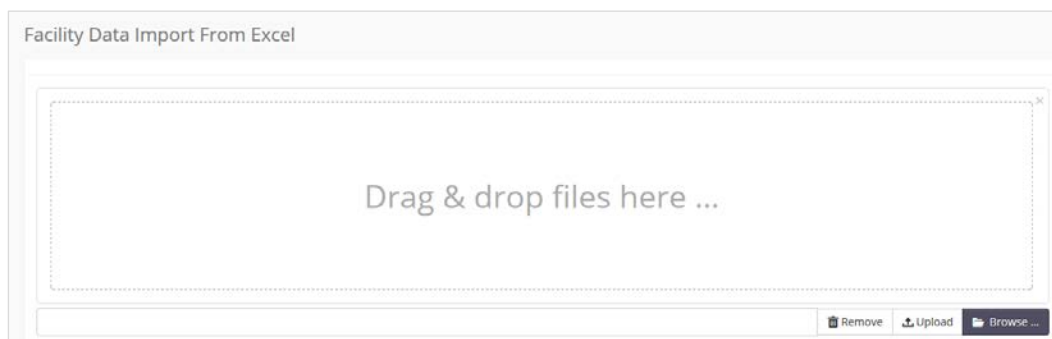 Facility Data Import From Excel
×
Drag & drop files here ...
Remove Upload Browse ...